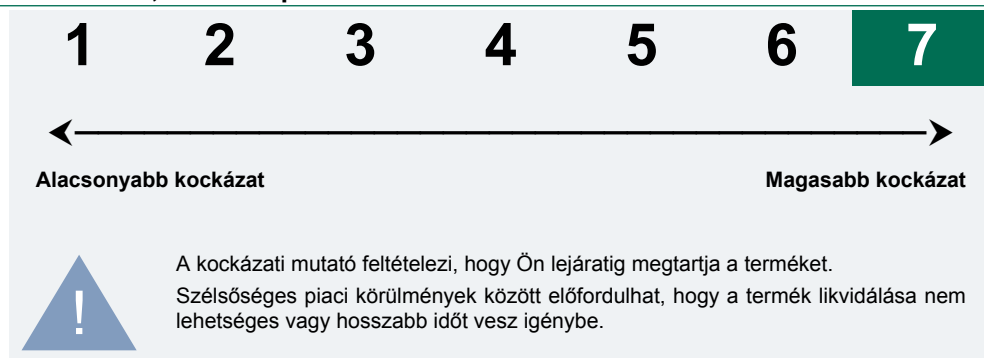 1 2 3 4 5 6 7
Alacsonyabb kockázat Magasabb kockázat
A kockázati mutató feltételezi, hogy Ön lejáratig megtartja a terméket.
Szélsőséges piaci körülmények között előfordulhat, hogy a termék likvidálása nem
lehetséges vagy hosszabb időt vesz igénybe.
!